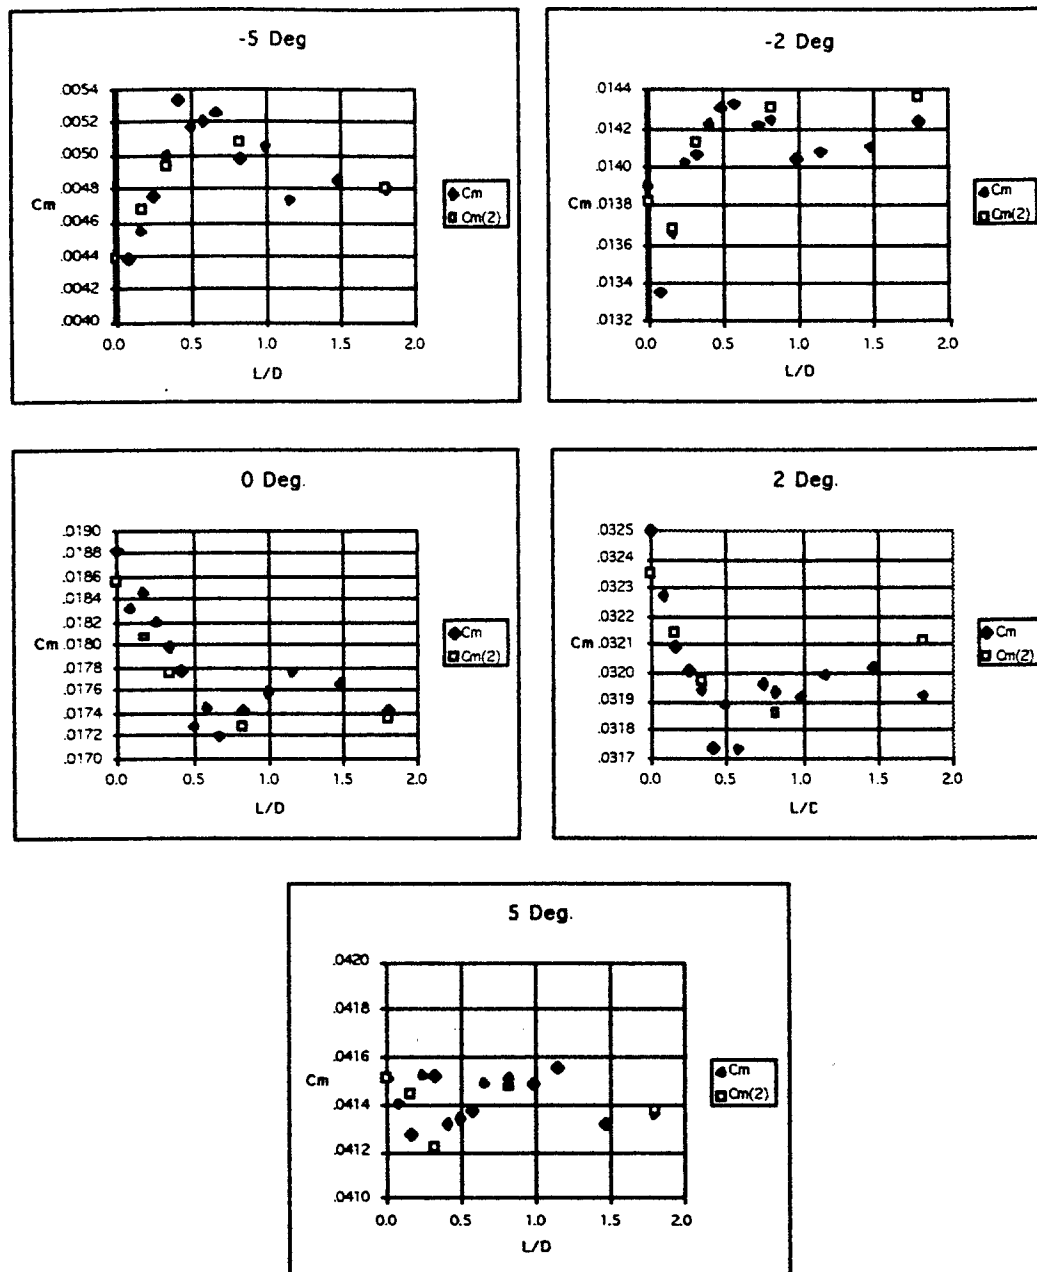 -5 Deg
.0054
.0052
.0050
.0048
.0046
.0044
.0042
.0040
Cm
0.0 0.5 1.0 1.5 2.0
L/D
Cm
Cm(2)
-2 Deg
.0144
.0142
.0140
.0138
.0136
.0134
.0132
Cm
0.0 0.5 1.0 1.5 2.0
L/D
Cm
Cm(2)
0 Deg.
.0190
.0188
.0186
.0184
.0182
.0180
.0178
.0176
.0174
.0172
.0170
Cm
0.0 0.5 1.0 1.5 2.0
L/D
Cm
Cm(2)
2 Deg.
.0325
.0324
.0323
.0322
.0321
.0320
.0319
.0318
.0317
Cm
0.0 0.5 1.0 1.5 2.0
L/D
Cm
Cm(2)
5 Deg.
.0420
.0418
.0416
.0414
.0412
.0410
Cm
0.0 0.5 1.0 1.5 2.0
L/D
Cm
Cm(2)